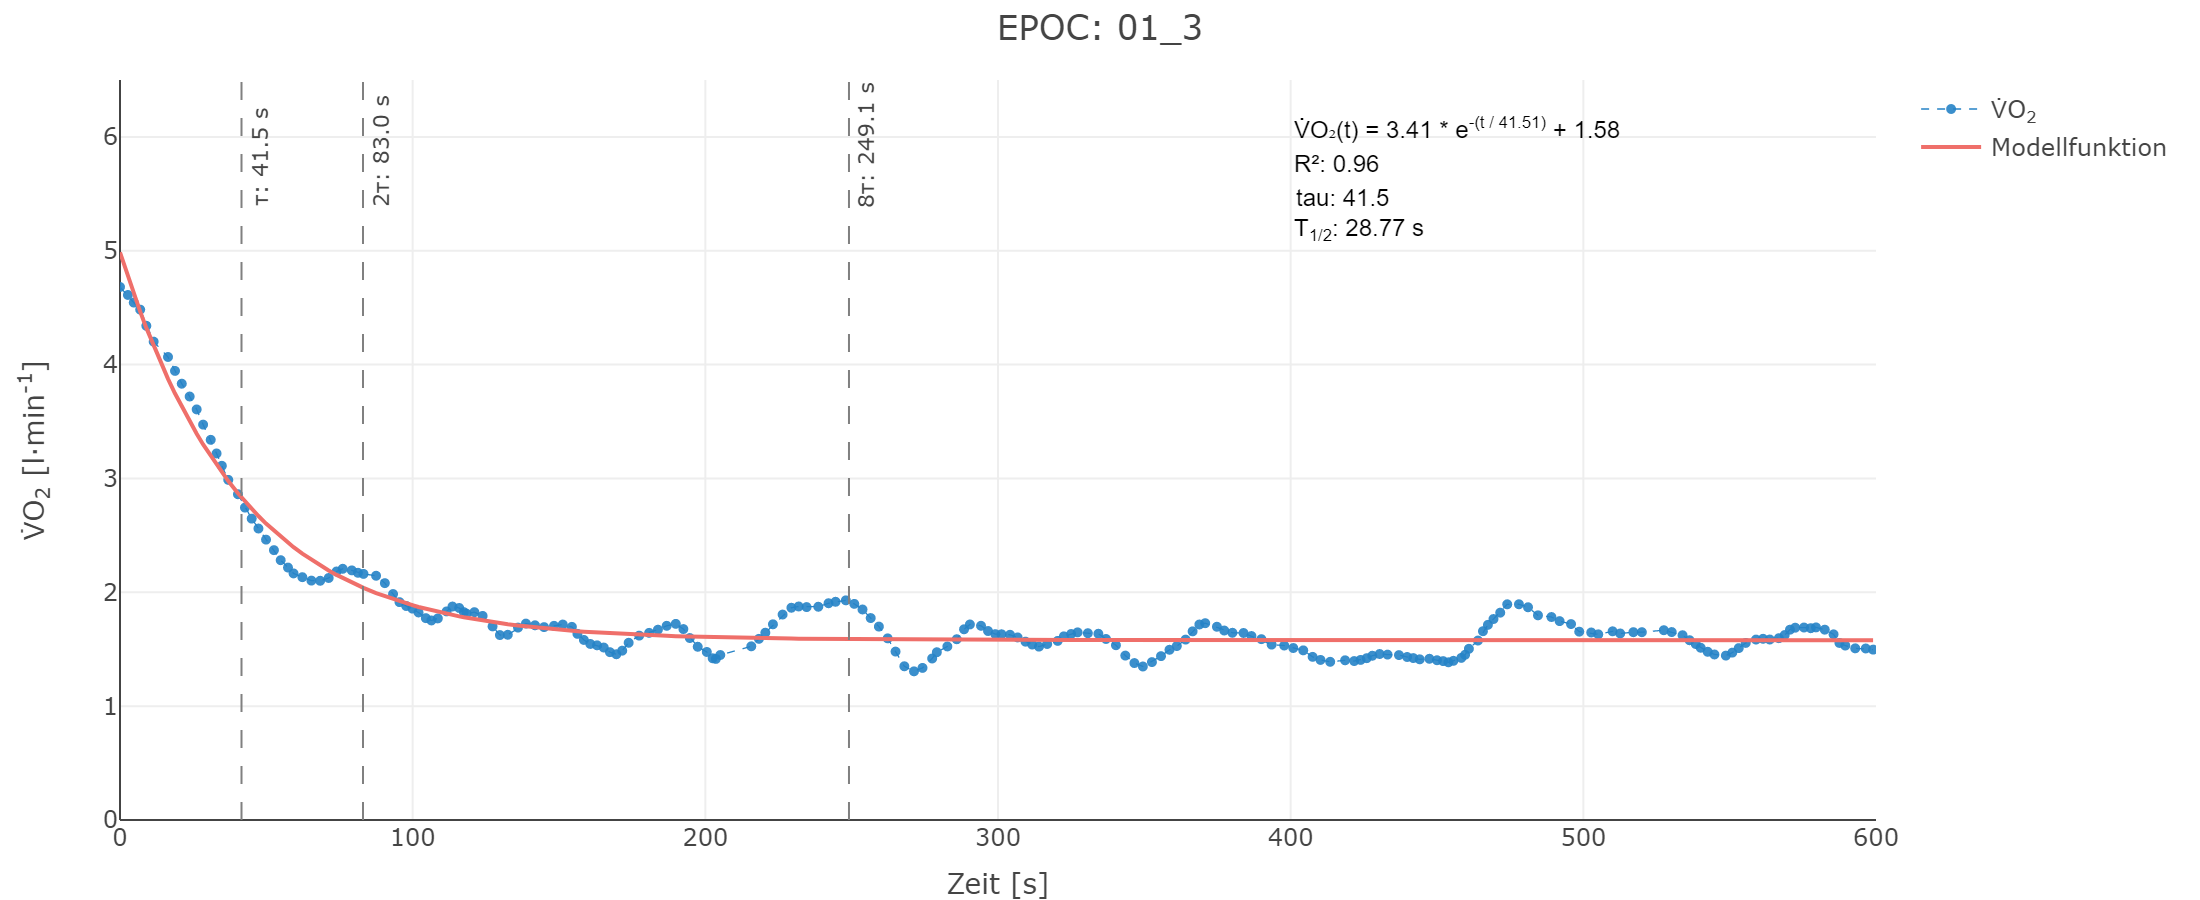 EPOC: 01_3
τ: 41.5 s
2τ: 83.0 s
8τ: 249.1 s
V̇O₂(t) = 3.41 * e^-(t / 41.51) + 1.58
R²: 0.96
tau: 41.5
T1/2: 28.77 s
V̇O₂
Modellfunktion
V̇O₂ [l·min⁻¹]
6
5
4
3
2
1
0
0 100 200 300 400 500 600
Zeit [s]